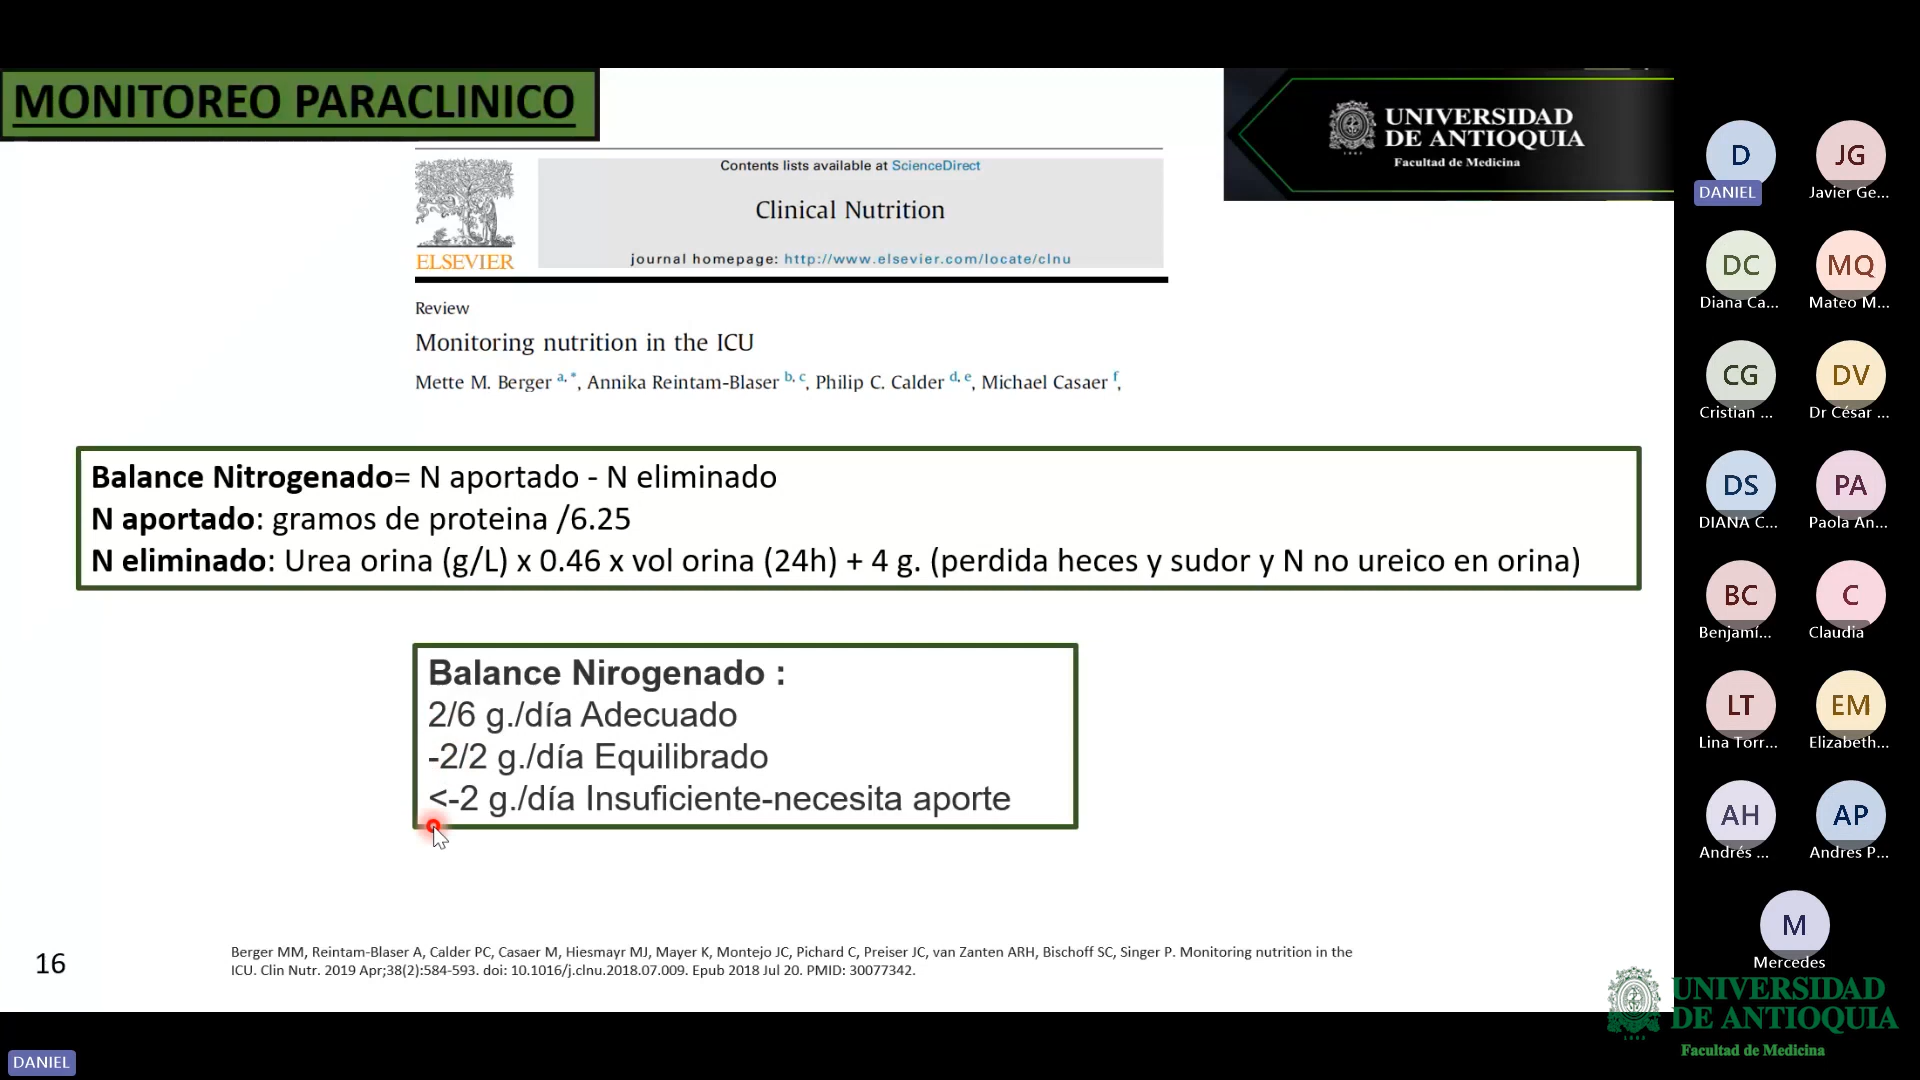 MONITOREO PARACLINICO
UNIVERSIDAD
DE ANTIOQUIA
Facultad de Medicina
1803
Contents lists available at ScienceDirect
Clinical Nutrition
journal homepage: http://www.elsevier.com/locate/clnu
ELSEVIER
Review
Monitoring nutrition in the ICU
Mette M. Berger a, *, Annika Reintam-Blaser b, c, Philip C. Calder d, e, Michael Casaer f,
Balance Nitrogenado= N aportado - N eliminado
N aportado: gramos de proteina /6.25
N eliminado: Urea orina (g/L) x 0.46 x vol orina (24h) + 4 g. (perdida heces y sudor y N no ureico en orina)
Balance Nirogenado :
2/6 g./día Adecuado
-2/2 g./día Equilibrado
<-2 g./día Insuficiente-necesita aporte
16
Berger MM, Reintam-Blaser A, Calder PC, Casaer M, Hiesmayr MJ, Mayer K, Montejo JC, Pichard C, Preiser JC, van Zanten ARH, Bischoff SC, Singer P. Monitoring nutrition in the
ICU. Clin Nutr. 2019 Apr;38(2):584-593. doi: 10.1016/j.clnu.2018.07.009. Epub 2018 Jul 20. PMID: 30077342.
D
DANIEL
JG
Javier Ge...
DC
Diana Ca...
MQ
Mateo M...
CG
Cristian ...
DV
Dr César ...
DS
DIANA C...
PA
Paola An...
BC
Benjamí...
C
Claudia
LT
Lina Torr...
EM
Elizabeth...
AH
Andrés ...
AP
Andres P...
M
Mercedes
UNIVERSIDAD
DE ANTIOQUIA
1803
Facultad de Medicina
DANIEL